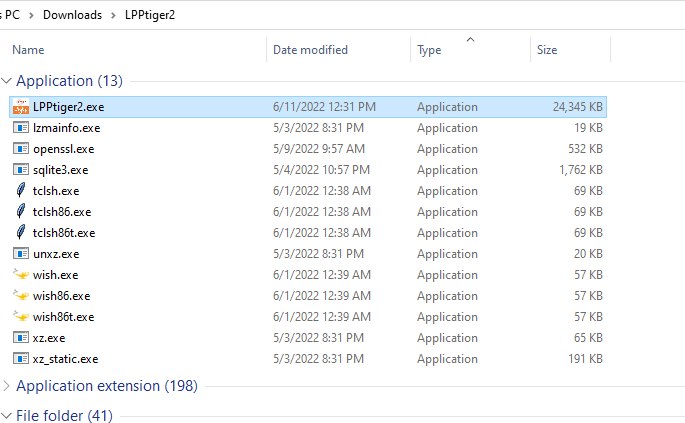 s PC > Downloads > LPPtiger2
Name Date modified Type Size
Application (13)
LPPtiger2.exe 6/11/2022 12:31 PM Application 24,345 KB
lzmainfo.exe 5/3/2022 8:31 PM Application 19 KB
openssl.exe 5/9/2022 9:57 AM Application 532 KB
sqlite3.exe 5/4/2022 10:57 PM Application 1,762 KB
tclsh.exe 6/1/2022 12:38 AM Application 69 KB
tclsh86.exe 6/1/2022 12:38 AM Application 69 KB
tclsh86t.exe 6/1/2022 12:38 AM Application 69 KB
unxz.exe 5/3/2022 8:31 PM Application 20 KB
wish.exe 6/1/2022 12:39 AM Application 57 KB
wish86.exe 6/1/2022 12:39 AM Application 57 KB
wish86t.exe 6/1/2022 12:39 AM Application 57 KB
xz.exe 5/3/2022 8:31 PM Application 65 KB
xz_static.exe 5/3/2022 8:31 PM Application 191 KB
Application extension (198)
File folder (41)